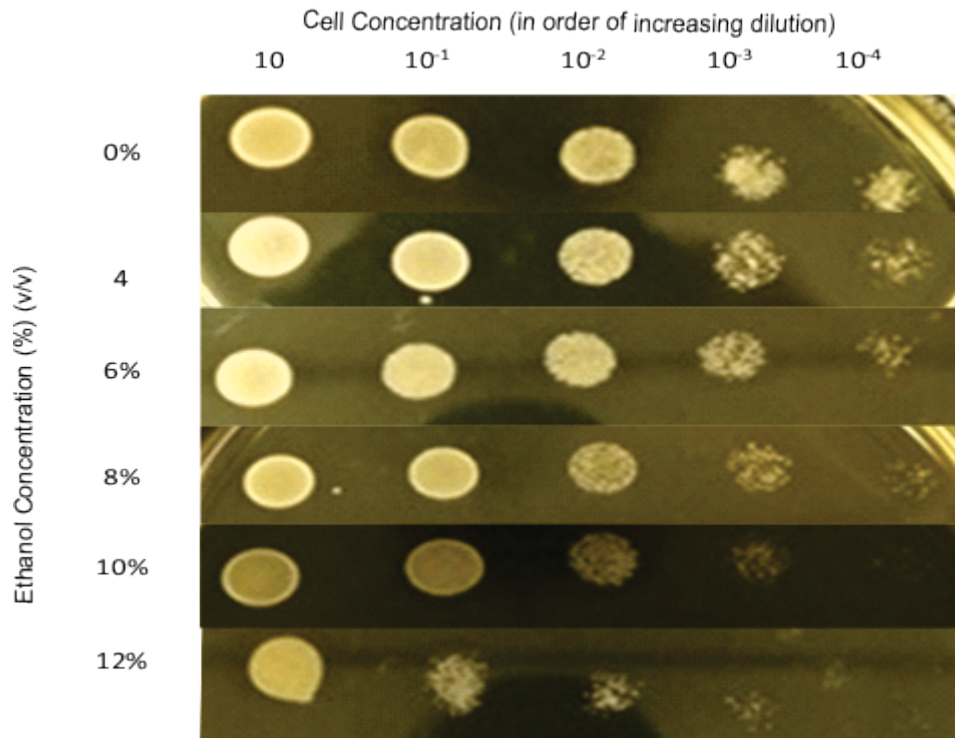 Cell Concentration (in order of increasing dilution)
10 10⁻¹ 10⁻² 10⁻³ 10⁻⁴
Ethanol Concentration (%) (v/v)
0%
4
6%
8%
10%
12%